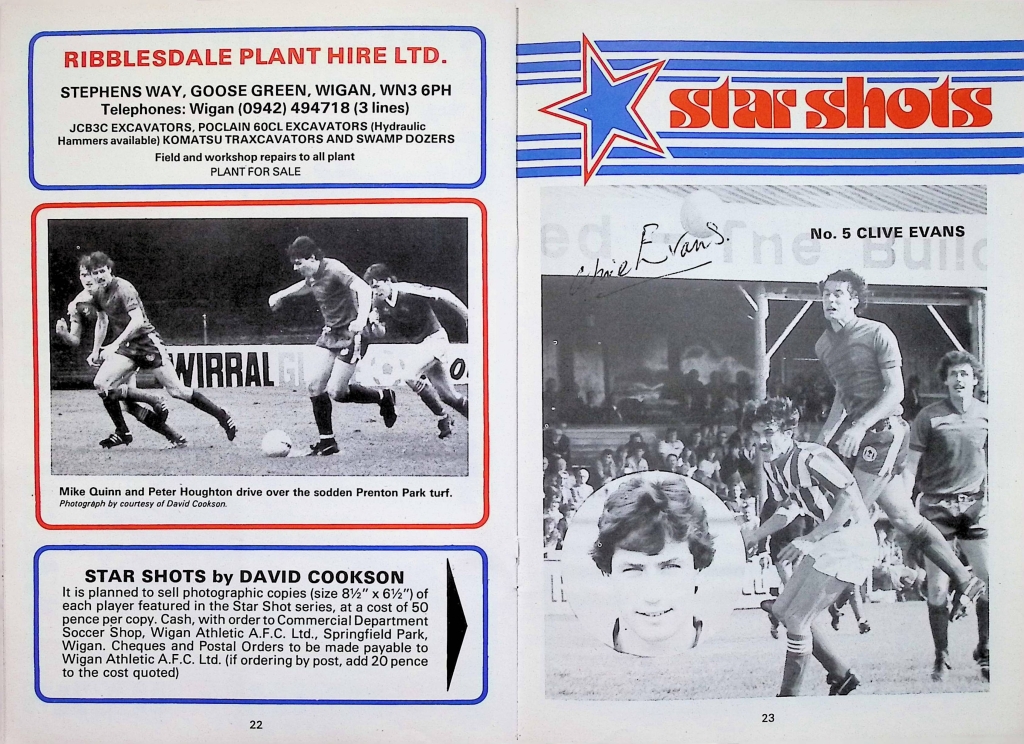 RIBBLESDALE PLANT HIRE LTD.
STEPHENS WAY, GOOSE GREEN, WIGAN, WN3 6PH
Telephones: Wigan (0942) 494718 (3 lines)
JCB3C EXCAVATORS, POCLAIN 60CL EXCAVATORS (Hydraulic
Hammers available) KOMATSU TRAXCAVATORS AND SWAMP DOZERS
Field and workshop repairs to all plant
PLANT FOR SALE
WIRRAL
Mike Quinn and Peter Houghton drive over the sodden Prenton Park turf.
Photograph by courtesy of David Cookson.
STAR SHOTS by DAVID COOKSON
It is planned to sell photographic copies (size 8½" x 6½") of
each player featured in the Star Shot series, at a cost of 50
pence per copy. Cash, with order to Commercial Department
Soccer Shop, Wigan Athletic A.F.C. Ltd., Springfield Park,
Wigan. Cheques and Postal Orders to be made payable to
Wigan Athletic A.F.C. Ltd. (if ordering by post, add 20 pence
to the cost quoted)
22
star shots
No. 5 CLIVE EVANS
Clive Evans.
ed The Build
23